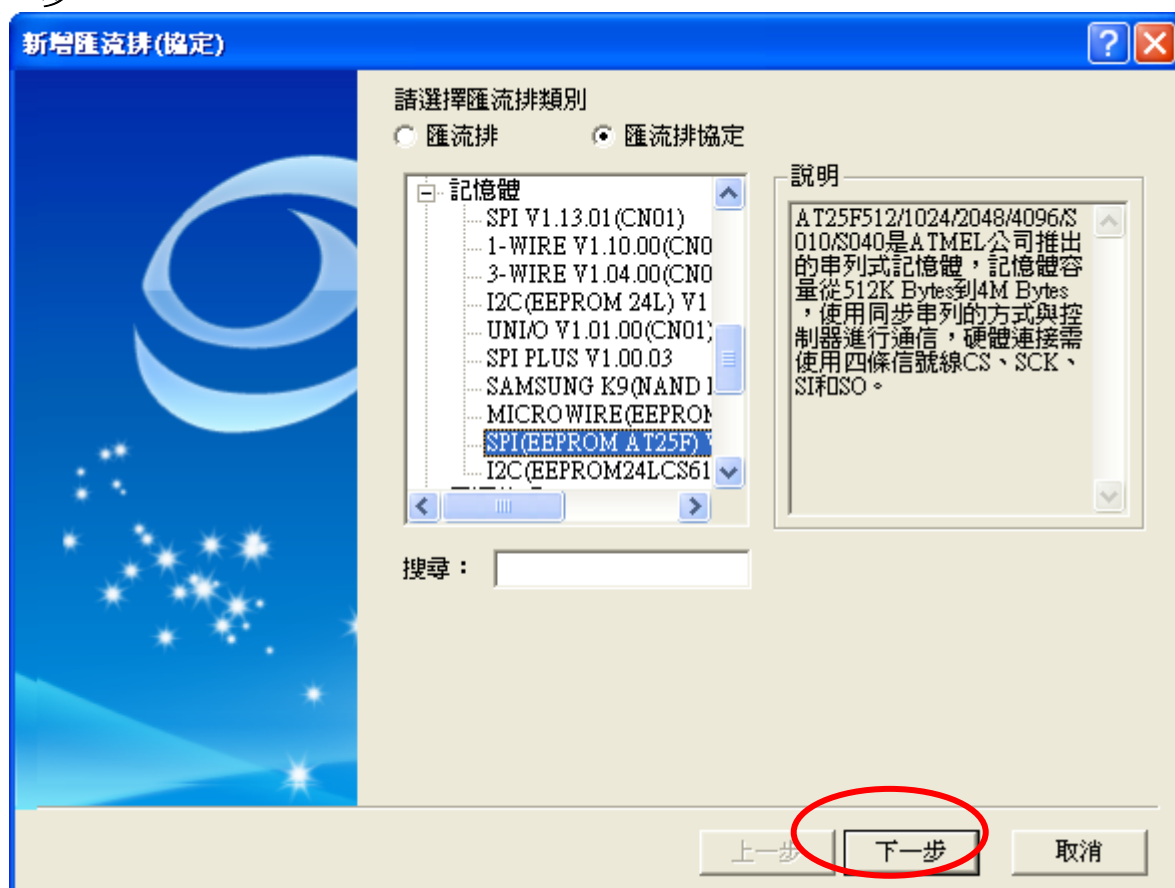 新增匯流排(協定)
請選擇匯流排類別
匯流排
匯流排協定
記憶體
SPI V1.13.01(CN01)
1-WIRE V1.10.00(CN0
3-WIRE V1.04.00(CN0
I2C(EEPROM 24L) V1
UNI/O V1.01.00(CN01)
SPI PLUS V1.00.03
SAMSUNG K9(NAND
MICROWIRE(EEPROM
SPI(EEPROM AT25F) V
I2C(EEPROM24LCS61
說明
AT25F512/1024/2048/4096/S
010/S040是ATMEL公司推出
的串列式記憶體，記憶體容
量從512K Bytes到4M Bytes
，使用同步串列的方式與控
制器進行通信，硬體連接需
使用四條信號線CS、SCK、
SI和SO。
搜尋：
上一步
下一步
取消